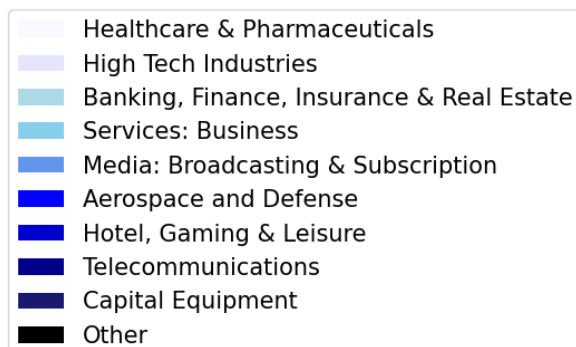 Healthcare & Pharmaceuticals
High Tech Industries
Banking, Finance, Insurance & Real Estate
Services: Business
Media: Broadcasting & Subscription
Aerospace and Defense
Hotel, Gaming & Leisure
Telecommunications
Capital Equipment
Other